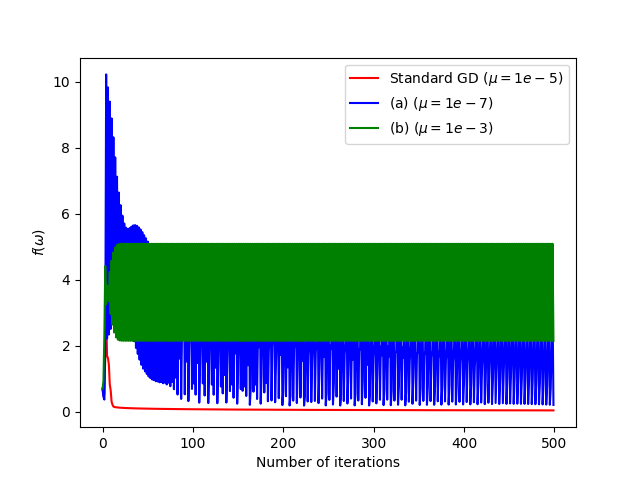 Standard GD (μ = 1e − 5)
(a) (μ = 1e − 7)
(b) (μ = 1e − 3)
10
8
6
4
2
0
f(ω)
0 100 200 300 400 500
Number of iterations